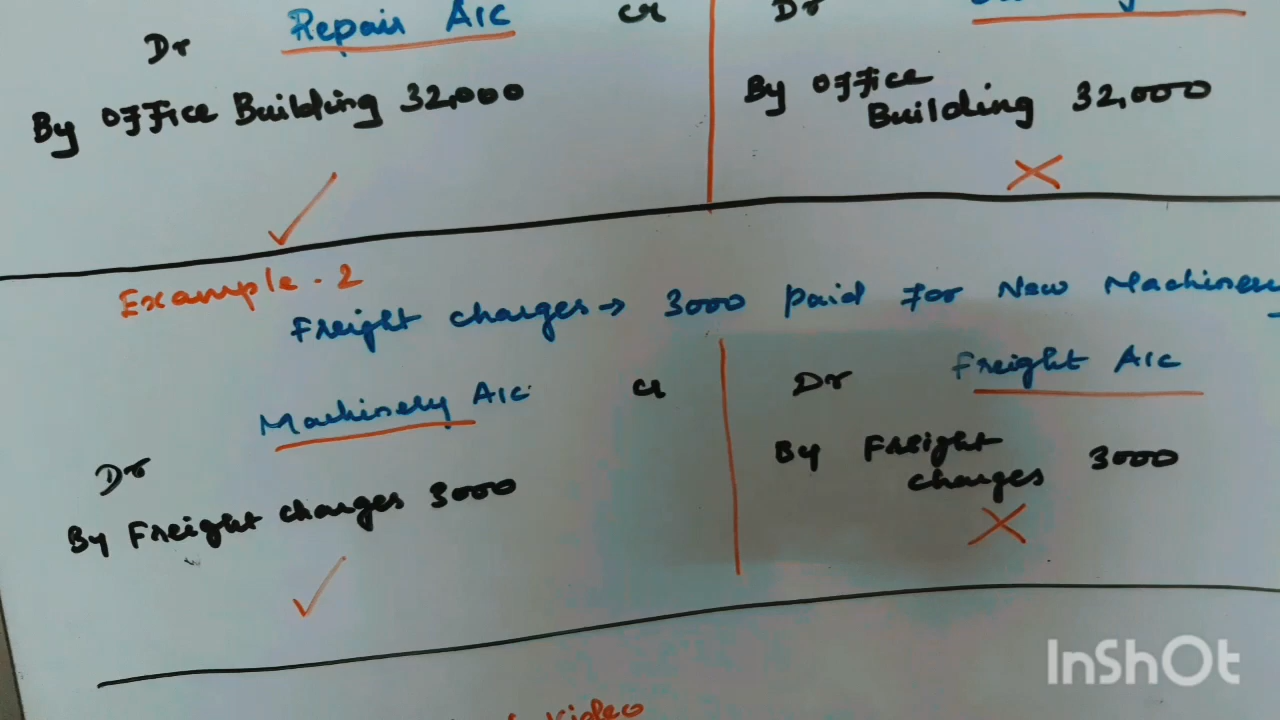 Dr Repair A/c Cr
By Office Building 32,000
Dr
By Office
Building 32,000
Example-2
Freight charges → 3000 Paid For New Machinery
Machinery A/c Cr
Dr
By Freight charges 3000
Dr Freight A/c
By Freight
charges 3000
Video
InShOt